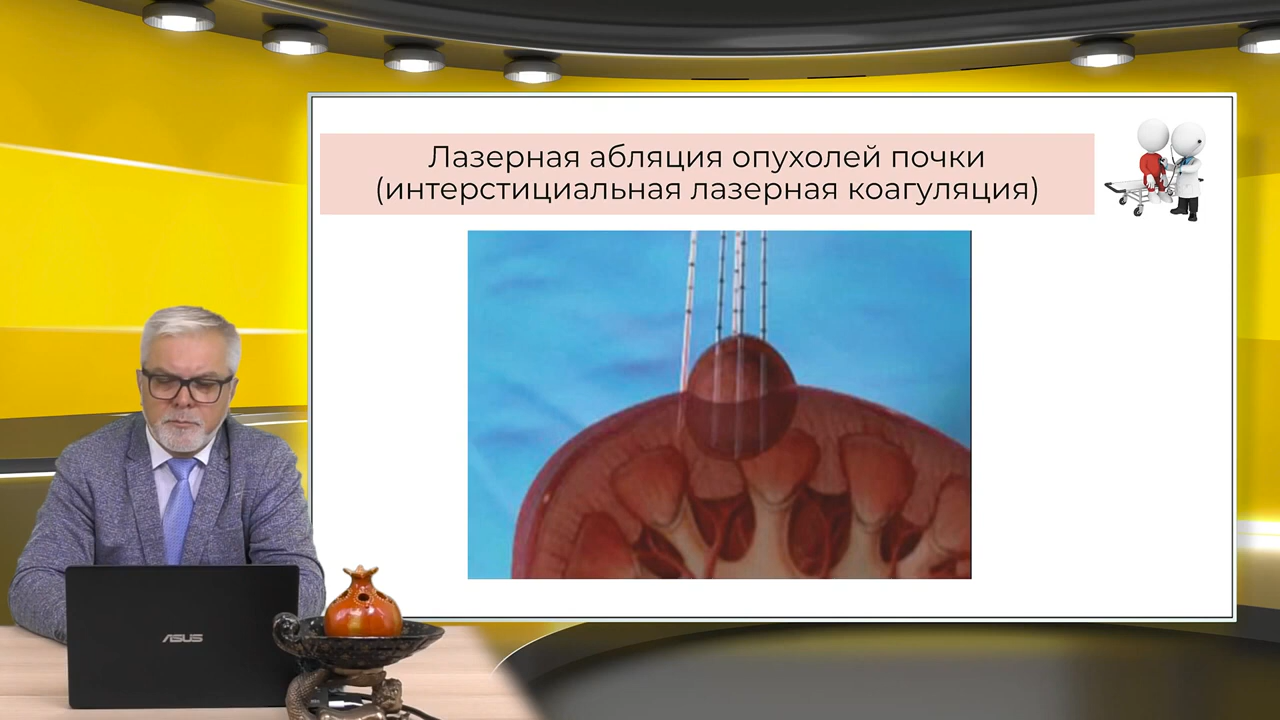 Лазерная абляция опухолей почки
(интерстициальная лазерная коагуляция)
ASUS